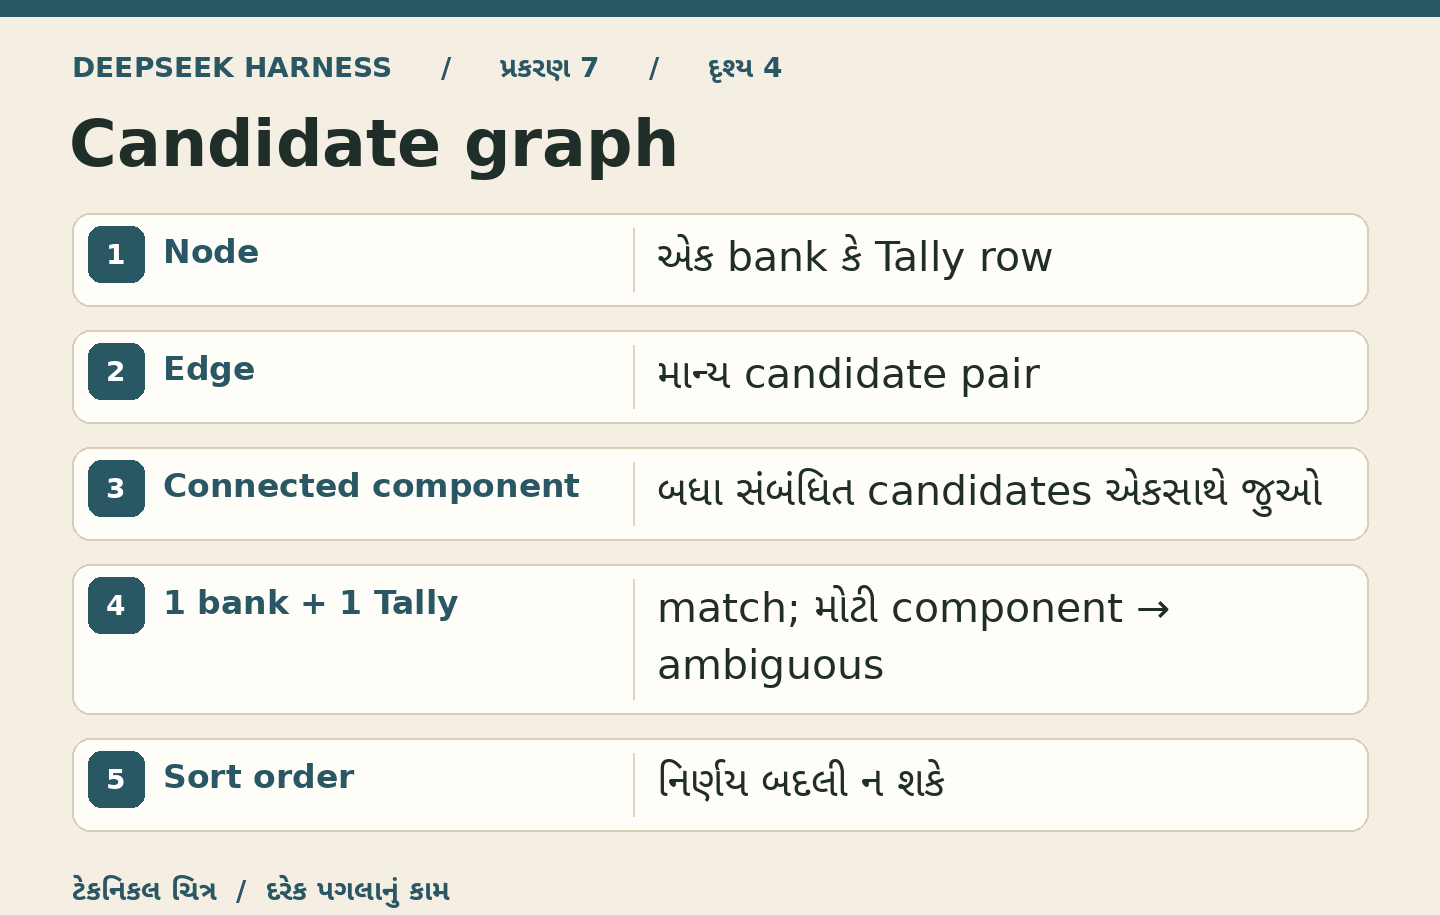 DEEPSEEK HARNESS / પ્રકરણ 7 / દૃશ્ય 4
Candidate graph
1 Node એક bank કે Tally row
2 Edge માન્ય candidate pair
3 Connected component બધા સંબંધિત candidates એકસાથે જુઓ
4 1 bank + 1 Tally match; મોટી component →
ambiguous
5 Sort order નિર્ણય બદલી ન શકે
ટેકનિકલ ચિત્ર / દરેક પગલાનું કામ